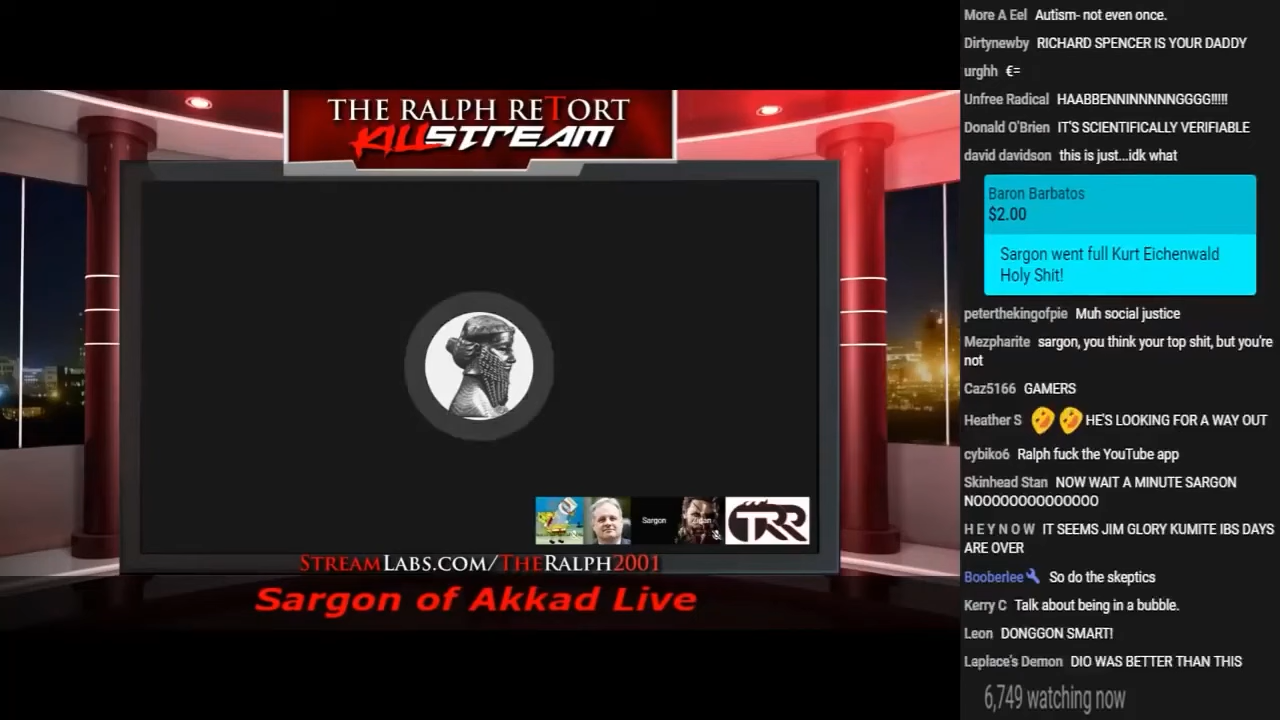 THE RALPH RETORT
KILLSTREAM
Sargon
TRR
STREAMLABS.COM/THERALPH2001
Sargon of Akkad Live
More A Eel Autism- not even once.
Dirtynewby RICHARD SPENCER IS YOUR DADDY
urghh €=
Unfree Radical HAABBENNINNNNNGGGG!!!!!
Donald O'Brien IT'S SCIENTIFICALLY VERIFIABLE
david davidson this is just...idk what
Baron Barbatos
$2.00
Sargon went full Kurt Eichenwald
Holy Shit!
peterthekingofpie Muh social justice
Mezpharite sargon, you think your top shit, but you're
not
Caz5166 GAMERS
Heather S HE'S LOOKING FOR A WAY OUT
cybiko6 Ralph fuck the YouTube app
Skinhead Stan NOW WAIT A MINUTE SARGON
NOOOOOOOOOOOOOO
H E Y N O W IT SEEMS JIM GLORY KUMITE IBS DAYS
ARE OVER
Booberlee So do the skeptics
Kerry C Talk about being in a bubble.
Leon DONGGON SMART!
Laplace's Demon DIO WAS BETTER THAN THIS
6,749 watching now